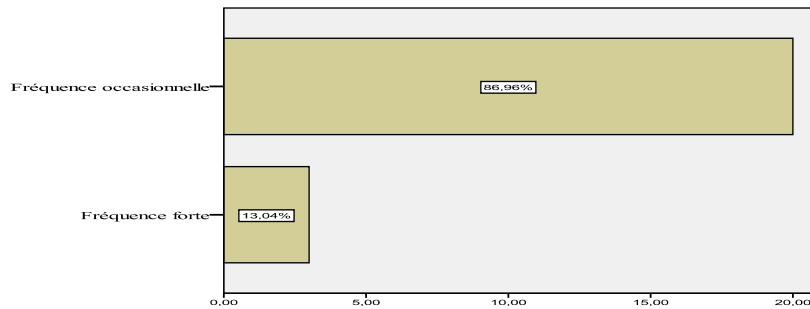 Fréquence occasionnelle
86,96%
Fréquence forte
13,04%
0,00 5,00 10,00 15,00 20,00